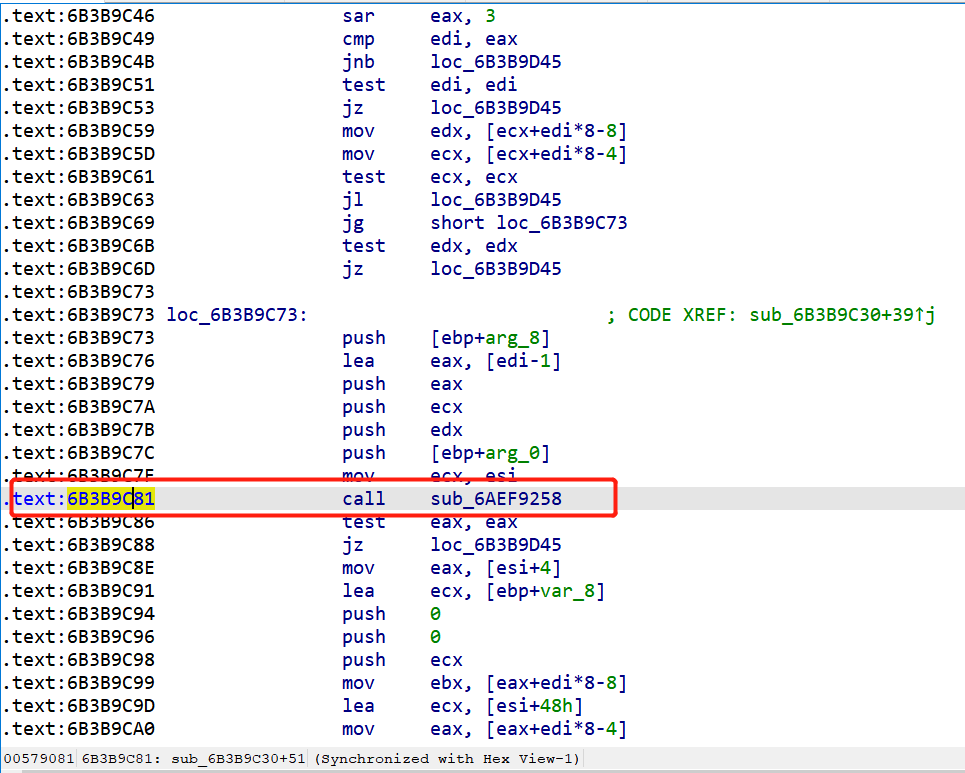 .text:6B3B9C46 sar eax, 3
.text:6B3B9C49 cmp edi, eax
.text:6B3B9C4B jnb loc_6B3B9D45
.text:6B3B9C51 test edi, edi
.text:6B3B9C53 jz loc_6B3B9D45
.text:6B3B9C59 mov edx, [ecx+edi*8-8]
.text:6B3B9C5D mov ecx, [ecx+edi*8-4]
.text:6B3B9C61 test ecx, ecx
.text:6B3B9C63 jl loc_6B3B9D45
.text:6B3B9C69 jg short loc_6B3B9C73
.text:6B3B9C6B test edx, edx
.text:6B3B9C6D jz loc_6B3B9D45
.text:6B3B9C73
.text:6B3B9C73 loc_6B3B9C73: ; CODE XREF: sub_6B3B9C30+39↑j
.text:6B3B9C73 push [ebp+arg_8]
.text:6B3B9C76 lea eax, [edi-1]
.text:6B3B9C79 push eax
.text:6B3B9C7A push ecx
.text:6B3B9C7B push edx
.text:6B3B9C7C push [ebp+arg_0]
.text:6B3B9C7F mov ecx, esi
.text:6B3B9C81 call sub_6AEF9258
.text:6B3B9C86 test eax, eax
.text:6B3B9C88 jz loc_6B3B9D45
.text:6B3B9C8E mov eax, [esi+4]
.text:6B3B9C91 lea ecx, [ebp+var_8]
.text:6B3B9C94 push 0
.text:6B3B9C96 push 0
.text:6B3B9C98 push ecx
.text:6B3B9C99 mov ebx, [eax+edi*8-8]
.text:6B3B9C9D lea ecx, [esi+48h]
.text:6B3B9CA0 mov eax, [eax+edi*8-4]
00579081 6B3B9C81: sub_6B3B9C30+51 (Synchronized with Hex View-1)